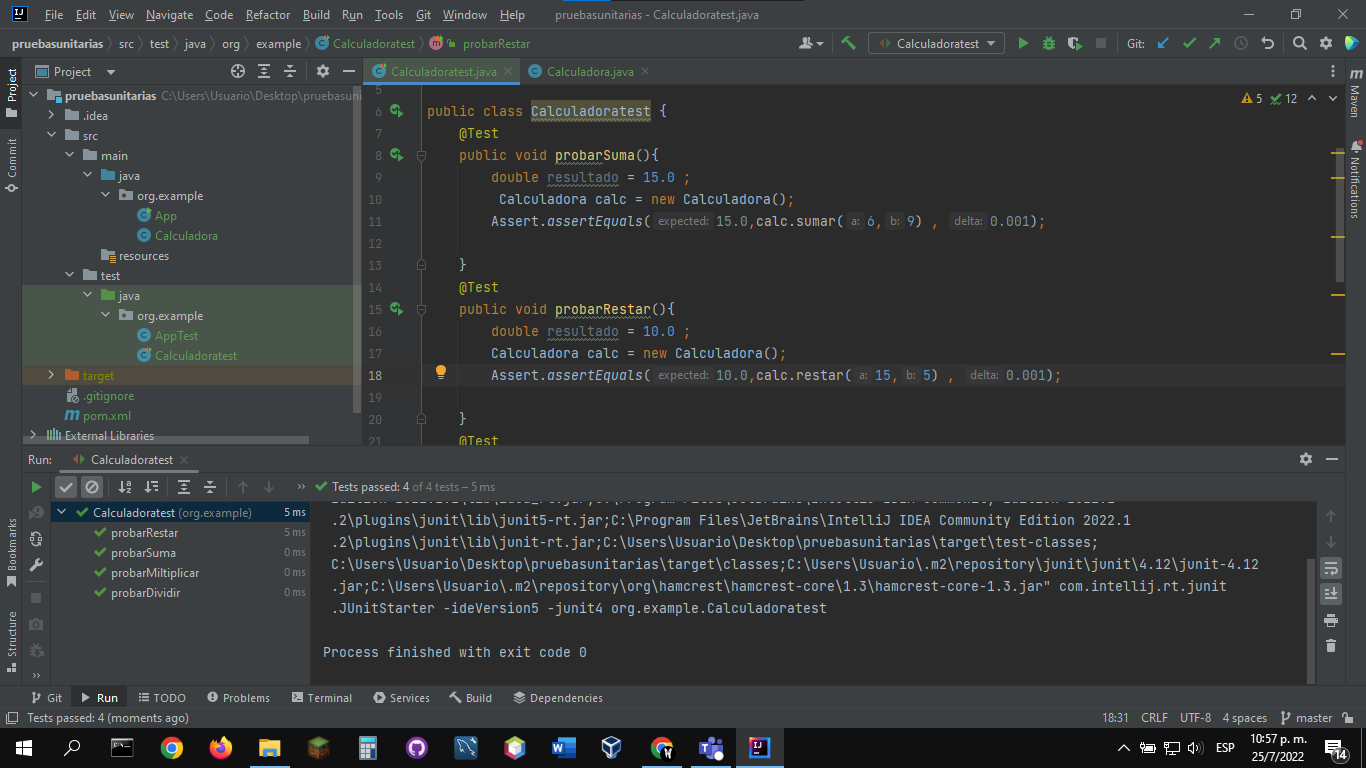 File Edit View Navigate Code Refactor Build Run Tools Git Window Help pruebasunitarias - Calculadoratest.java
pruebasunitarias src test java org example Calculadoratest probarRestar Calculadoratest Git:
Project
Calculadoratest.java Calculadora.java
pruebasunitarias C:\Users\Usuario\Desktop\pruebasuni
.idea
src
main
java
org.example
App
Calculadora
resources
test
java
org.example
AppTest
Calculadoratest
target
.gitignore
pom.xml
External Libraries
5
6 public class Calculadoratest {
7 @Test
8 public void probarSuma(){
9 double resultado = 15.0 ;
10 Calculadora calc = new Calculadora();
11 Assert.assertEquals( expected: 15.0,calc.sumar( a: 6, b: 9) , delta: 0.001);
12
13 }
14 @Test
15 public void probarRestar(){
16 double resultado = 10.0 ;
17 Calculadora calc = new Calculadora();
18 Assert.assertEquals( expected: 10.0,calc.restar( a: 15, b: 5) , delta: 0.001);
19
20 }
21 @Test
5 12
Project
Commit
Bookmarks
Structure
Maven
Notifications
Run: Calculadoratest
Tests passed: 4 of 4 tests – 5 ms
Calculadoratest (org.example) 5 ms
probarRestar 5 ms
probarSuma 0 ms
probarMiltiplicar 0 ms
probarDividir 0 ms
.2\plugins\junit\lib\junit5-rt.jar;C:\Program Files\JetBrains\IntelliJ IDEA Community Edition 2022.1
.2\plugins\junit\lib\junit-rt.jar;C:\Users\Usuario\Desktop\pruebasunitarias\target\test-classes;
C:\Users\Usuario\Desktop\pruebasunitarias\target\classes;C:\Users\Usuario\.m2\repository\junit\junit\4.12\junit-4.12
.jar;C:\Users\Usuario\.m2\repository\org\hamcrest\hamcrest-core\1.3\hamcrest-core-1.3.jar" com.intellij.rt.junit
.JUnitStarter -ideVersion5 -junit4 org.example.Calculadoratest
Process finished with exit code 0
Git Run TODO Problems Terminal Services Build Dependencies
Tests passed: 4 (moments ago) 18:31 CRLF UTF-8 4 spaces master
ESP 10:57 p. m.
25/7/2022 14